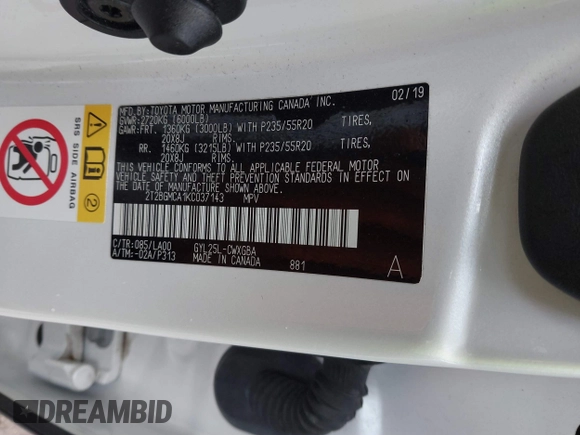 MFD.BY:TOYOTA MOTOR MANUFACTURING CANADA INC. 02/19
GVWR:2720KG (6000LB)
GAWR:FRT. 1360KG (3000LB) WITH P235/55R20 TIRES,
20X8J RIMS.
RR. 1460KG (3215LB) WITH P235/55R20 TIRES,
20X8J RIMS.
THIS VEHICLE CONFORMS TO ALL APPLICABLE FEDERAL MOTOR
VEHICLE SAFETY AND THEFT PREVENTION STANDARDS IN EFFECT ON
THE DATE OF MANUFACTURE SHOWN ABOVE.
2T2BGMCA1KC037143 MPV
C/TR:085/LA00 GYL25L-CWXGBA
A/TM:-02A/P313 MADE IN CANADA 881 A
SRS SIDE AIRBAG
2
DREAMBID